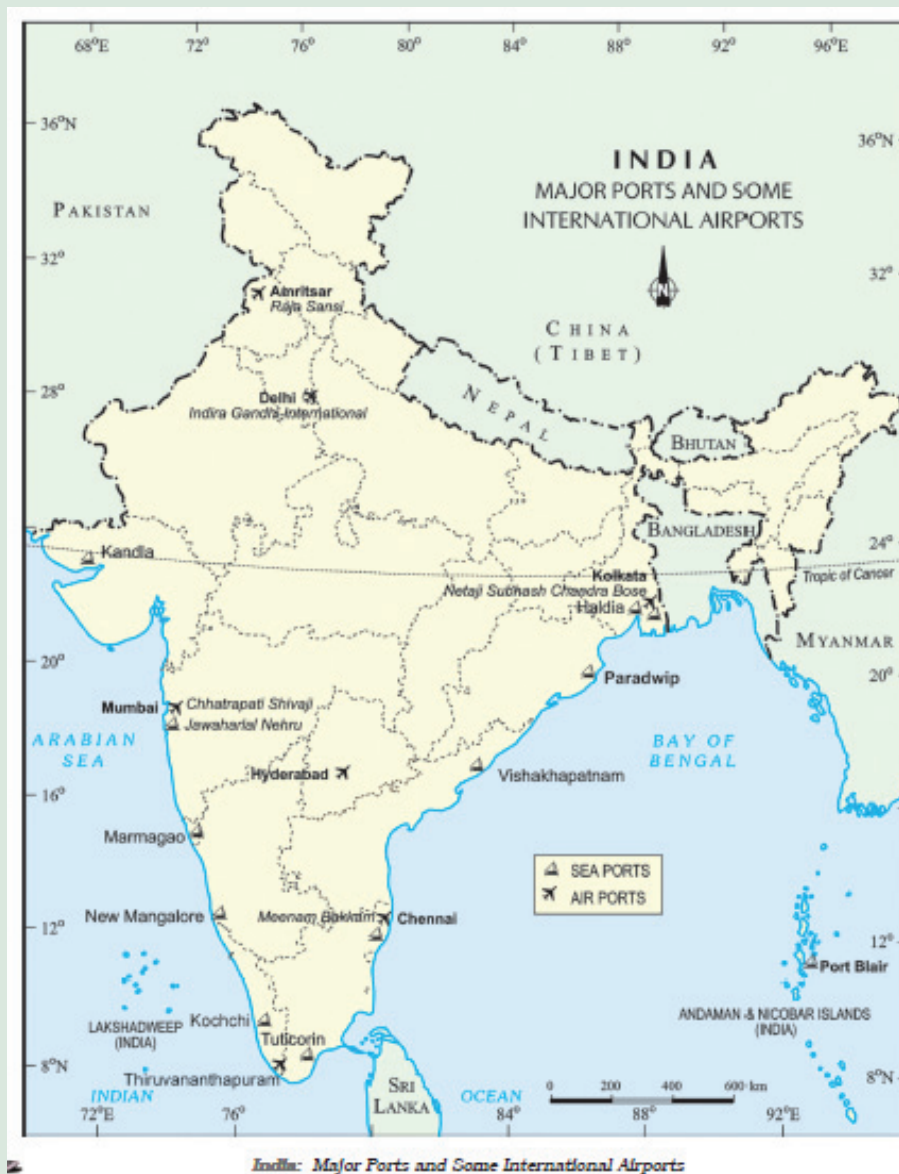 68°E 72° 76° 80° 84° 88° 92° 96°E
36°N
36°N
INDIA
MAJOR PORTS AND SOME
INTERNATIONAL AIRPORTS
PAKISTAN
32°
32°
N
Amritsar
Raja Sansi
CHINA
(TIBET)
28°
Delhi
Indira Gandhi International
NEPAL
BHUTAN
BANGLADESH
24°
Kandla
Kolkata
Tropic of Cancer
Netaji Subhash Chandra Bose
Haldia
MYANMAR
20°
20°
Paradwip
Mumbai
Chhatrapati Shivaji
Jawaharlal Nehru
ARABIAN
SEA
BAY OF
BENGAL
Hyderabad
Vishakhapatnam
16°
Marmagao
SEA PORTS
AIR PORTS
New Mangalore
Meenam Bakkam
Chennai
12°
12°
Port Blair
LAKSHADWEEP
(INDIA)
Kochchi
Tuticorin
ANDAMAN & NICOBAR ISLANDS
(INDIA)
8°N
8°N
Thiruvananthapuram
INDIAN
SRI
LANKA
OCEAN
0 200 400 600 km
72° 76° 84° 88° 92°E
India: Major Ports and Some International Airports